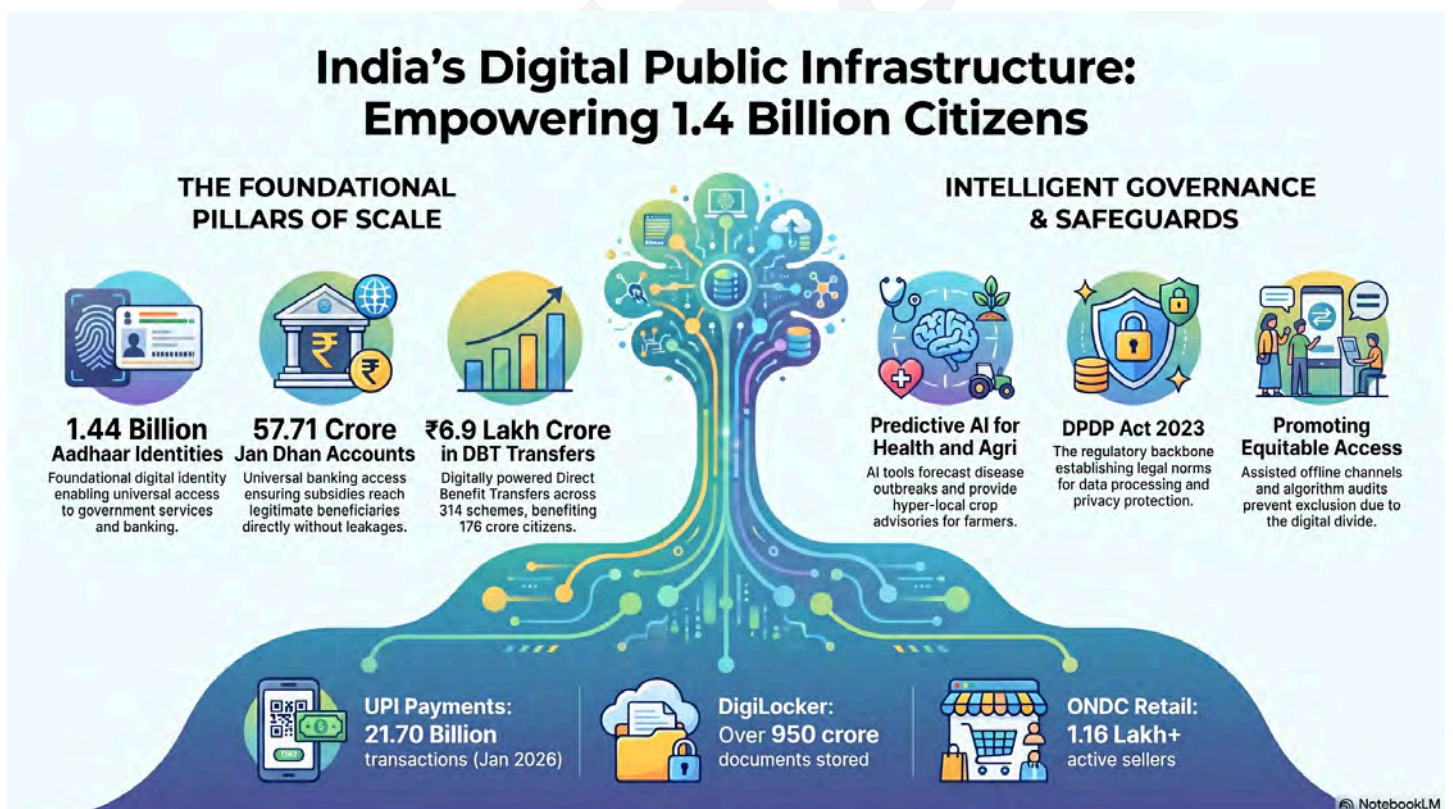 India’s Digital Public Infrastructure:
Empowering 1.4 Billion Citizens
THE FOUNDATIONAL
PILLARS OF SCALE
1.44 Billion
Aadhaar Identities
Foundational digital identity
enabling universal access
to government services
and banking.
57.71 Crore
Jan Dhan Accounts
Universal banking access
ensuring subsidies reach
legitimate beneficiaries
directly without leakages.
₹6.9 Lakh Crore
in DBT Transfers
Digitally powered Direct
Benefit Transfers across
314 schemes, benefiting
176 crore citizens.
INTELLIGENT GOVERNANCE
& SAFEGUARDS
Predictive AI for
Health and Agri
AI tools forecast disease
outbreaks and provide
hyper-local crop
advisories for farmers.
DPDP Act 2023
The regulatory backbone
establishing legal norms
for data processing and
privacy protection.
Promoting
Equitable Access
Assisted offline channels
and algorithm audits
prevent exclusion due to
the digital divide.
UPI Payments:
21.70 Billion
transactions (Jan 2026)
DigiLocker:
Over 950 crore
documents stored
ONDC Retail:
1.16 Lakh+
active sellers
NotebookLM